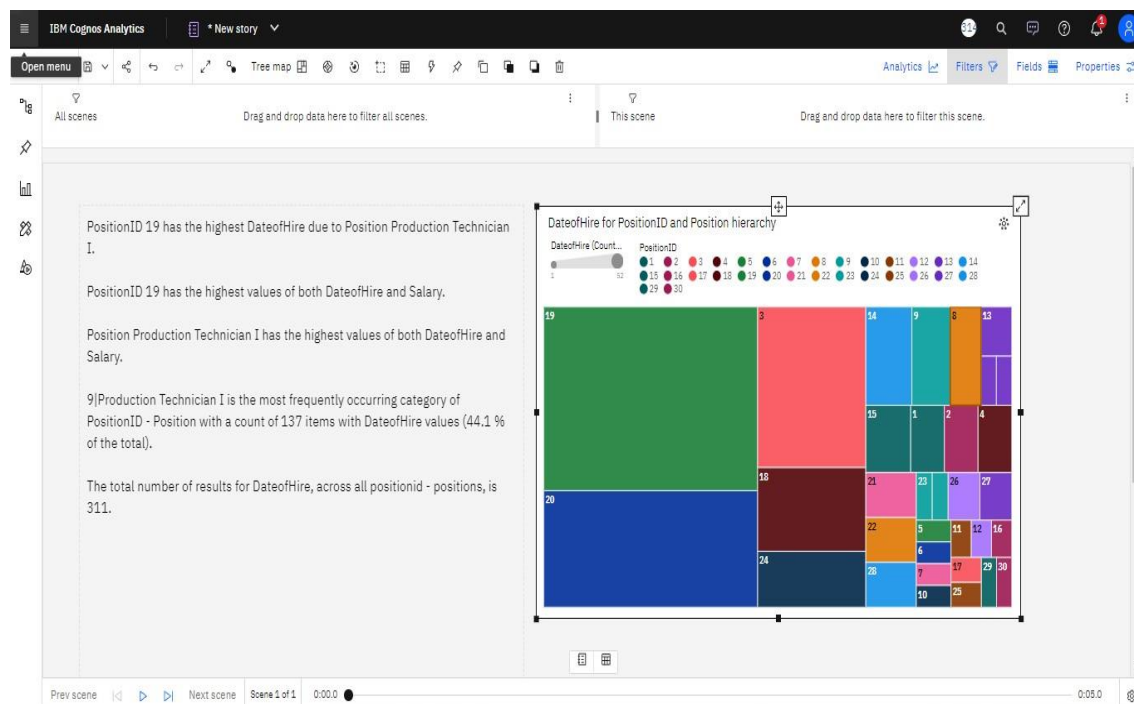 IBM Cognos Analytics
* New story
Open menu
Tree map
Analytics
Filters
Fields
Properties
All scenes
Drag and drop data here to filter all scenes.
This scene
Drag and drop data here to filter this scene.
PositionID 19 has the highest DateofHire due to Position Production Technician
I.
PositionID 19 has the highest values of both DateofHire and Salary.
Position Production Technician I has the highest values of both DateofHire and
Salary.
9|Production Technician I is the most frequently occurring category of
PositionID - Position with a count of 137 items with DateofHire values (44.1 %
of the total).
The total number of results for DateofHire, across all positionid - positions, is
311.
DateofHire for PositionID and Position hierarchy
DateofHire (Count...
PositionID
1 2 3 4 5 6 7 8 9 10 11 12 13 14
15 16 17 18 19 20 21 22 23 24 25 26 27 28
29 30
52
19 3 14 9 8 13
15 1 2 4
18 21 23 26 27
20
22 5 11 12 16
6
24 28 7 17 29 30
10 25
Prev scene
Next scene
Scene 1 of 1
0:00.0
0:05.0